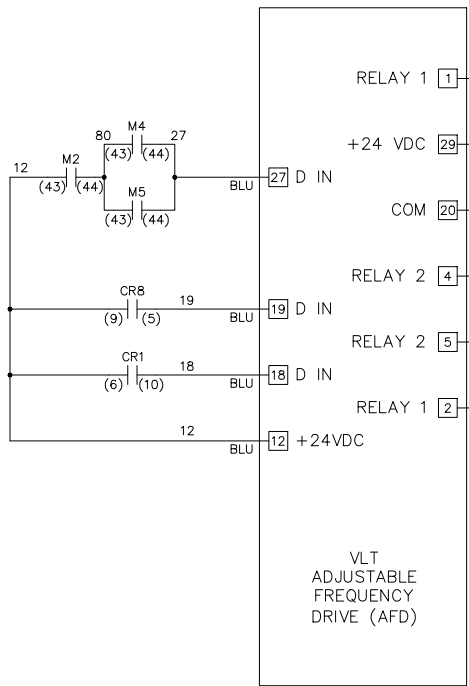 RELAY 1 1
+24 VDC 29
COM 20
RELAY 2 4
RELAY 2 5
RELAY 1 2
80 M4 27
(43) (44)
12 M2
(43) (44)
M5
(43) (44)
BLU
27 D IN
CR8
19
(9) (5)
BLU
19 D IN
CR1
18
(6) (10)
BLU
18 D IN
12
BLU
12 +24VDC
VLT
ADJUSTABLE
FREQUENCY
DRIVE (AFD)